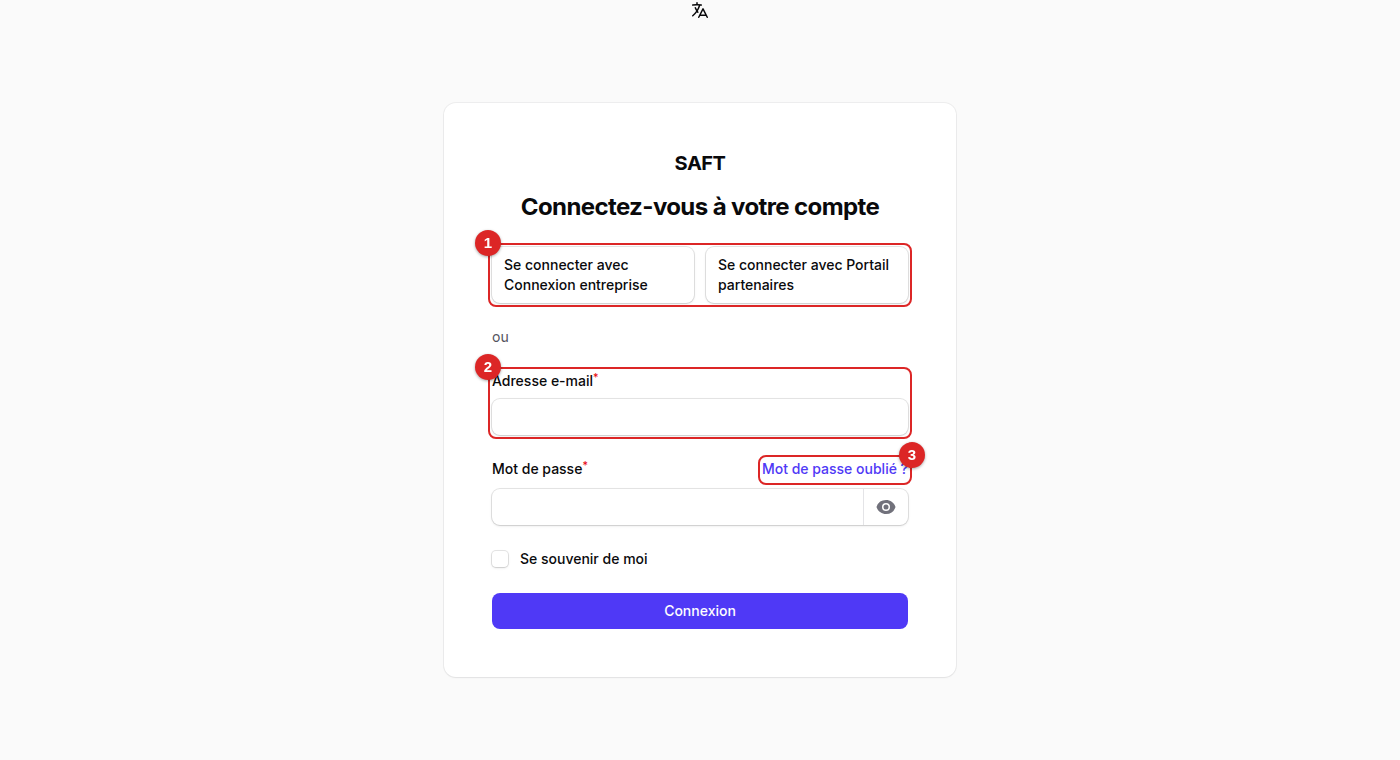 SAFT
Connectez-vous à votre compte
1
Se connecter avec
Connexion entreprise
Se connecter avec Portail
partenaires
ou
2
Adresse e-mail*
3
Mot de passe*
Mot de passe oublié ?
Se souvenir de moi
Connexion